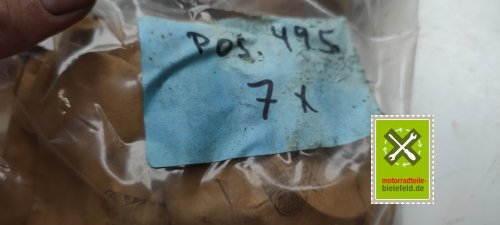 POS. 495
7 x
motorradteile-
bielefeld.de